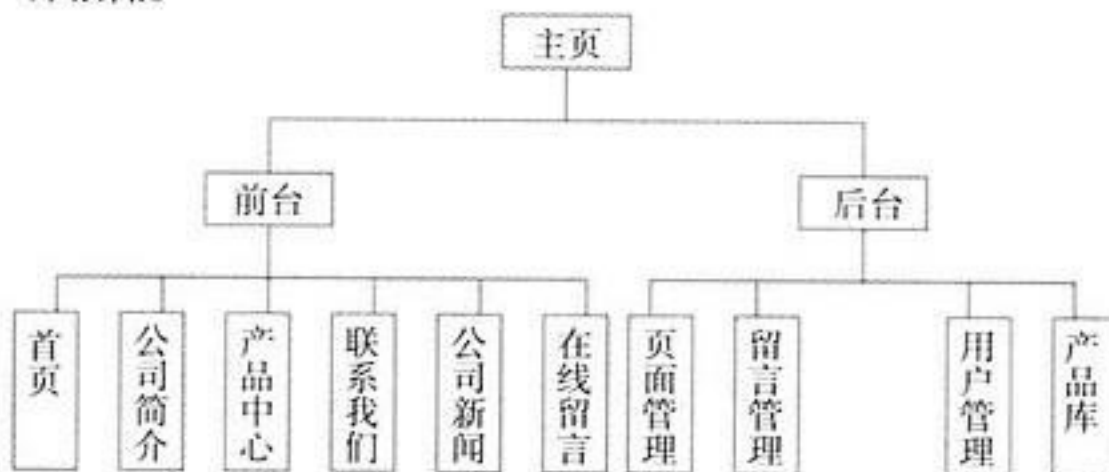 主页
前台
后台
首页
公司简介
产品中心
联系我们
公司新闻
在线留言
页面管理
留言管理
用户管理
产品库